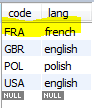 code lang
FRA french
GBR english
POL polish
USA english
NULL NULL